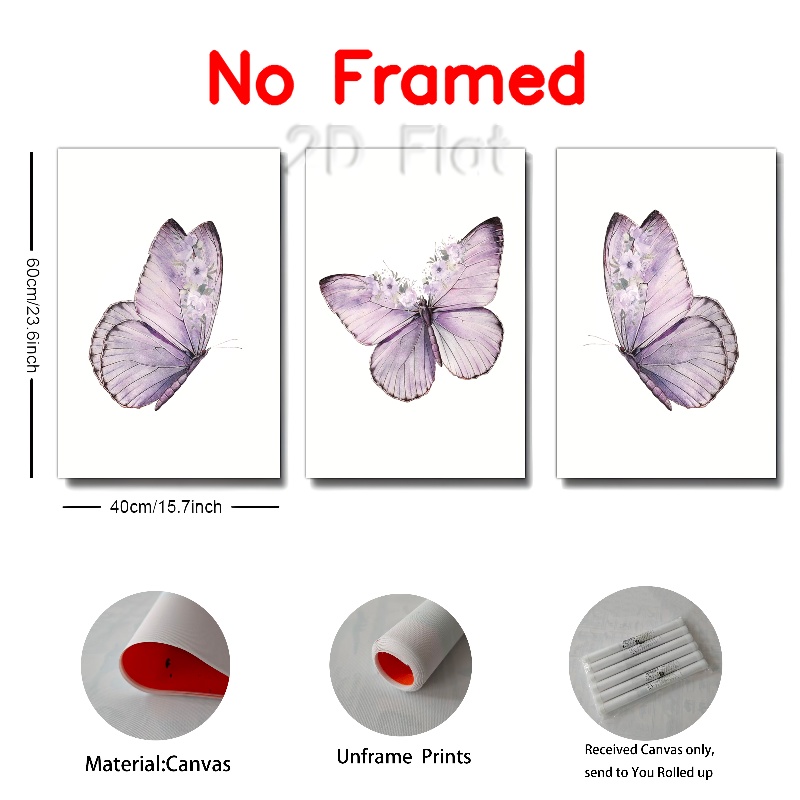 No Framed
2D Flat
60cm/23.6inch
40cm/15.7inch
Material:Canvas
Unframe Prints
Received Canvas only,
send to You Rolled up